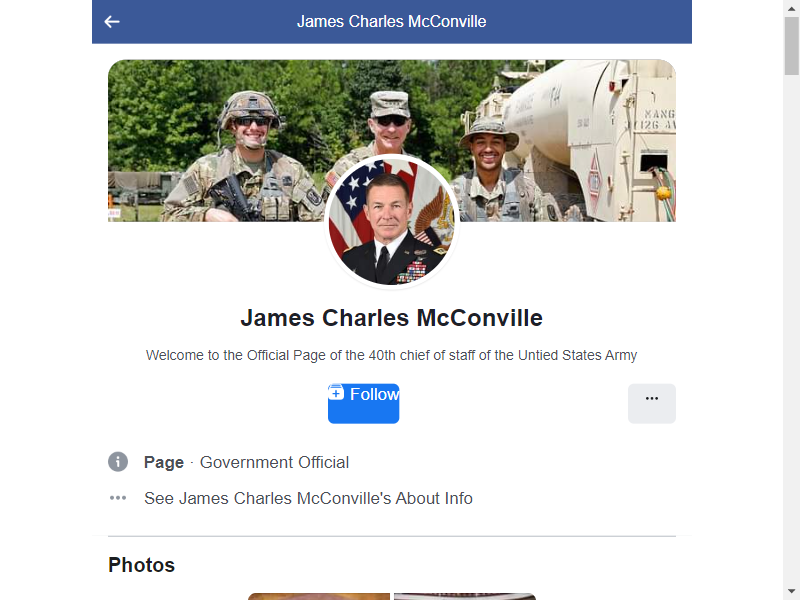 James Charles McConville
James Charles McConville
Welcome to the Official Page of the 40th chief of staff of the Untied States Army
Follow
Page · Government Official
See James Charles McConville's About Info
Photos